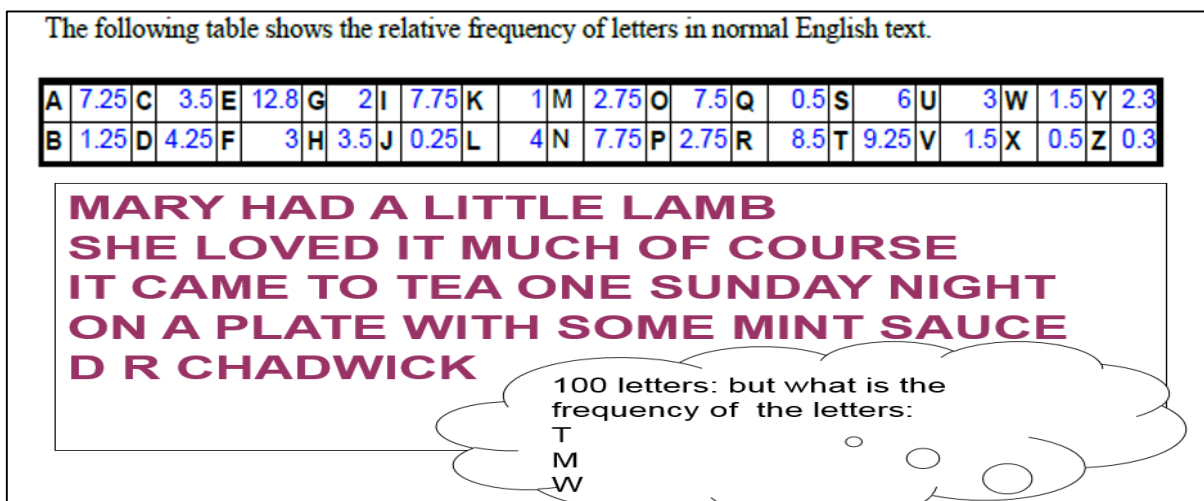 The following table shows the relative frequency of letters in normal English text.
A 7.25 C 3.5 E 12.8 G 2 I 7.75 K 1 M 2.75 O 7.5 Q 0.5 S 6 U 3 W 1.5 Y 2.3
B 1.25 D 4.25 F 3 H 3.5 J 0.25 L 4 N 7.75 P 2.75 R 8.5 T 9.25 V 1.5 X 0.5 Z 0.3
MARY HAD A LITTLE LAMB
SHE LOVED IT MUCH OF COURSE
IT CAME TO TEA ONE SUNDAY NIGHT
ON A PLATE WITH SOME MINT SAUCE
D R CHADWICK
100 letters: but what is the
frequency of the letters:
T
M
W